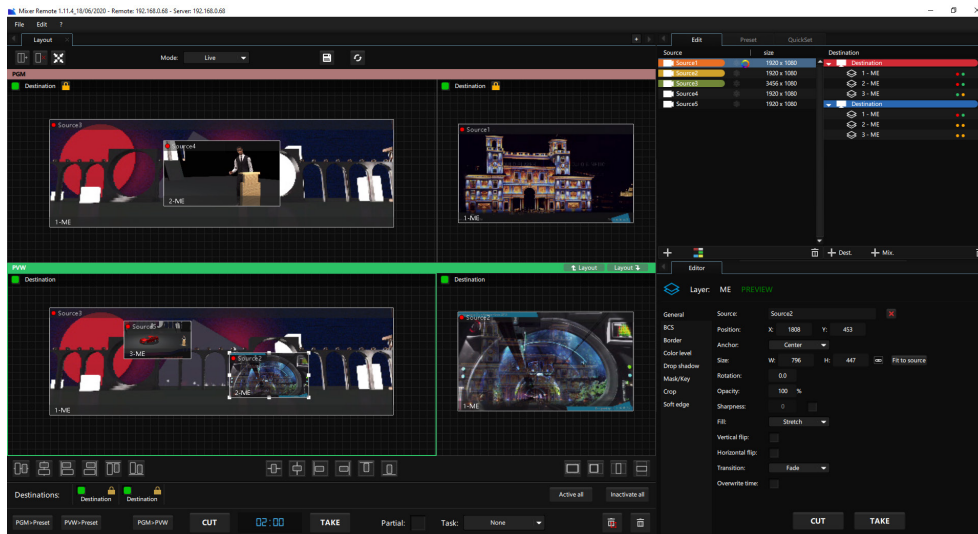 Mixer Remote 1.11.4_18/06/2020 - Remote: 192.168.0.68 - Server: 192.168.0.68
File Edit ?
Layout
Mode: Live
PGM
Destination
Destination
Source3
Source4
2-ME
1-ME
Source1
1-ME
PVW
Layout
Layout
Destination
Destination
Source3
Source5
3-ME
Source2
2-ME
1-ME
Source2
1-ME
Destinations:
Destination
Destination
Active all
Inactivate all
PGM>Preset
PVW>Preset
PGM>PVW
CUT
02:00
TAKE
Partial:
Task: None
Edit Preset QuickSet
Source size
Source1 1920 x 1080
Source2 1920 x 1080
Source3 3456 x 1080
Source4 1920 x 1080
Source5 1920 x 1080
Destination
Destination
1 - ME
2 - ME
3 - ME
Destination
1 - ME
2 - ME
3 - ME
+ Dest.
+ Mix.
Editor
Layer: ME PREVIEW
General
BCS
Border
Color level
Drop shadow
Mask/Key
Crop
Soft edge
Source: Source2
Position: X: 1808 Y: 453
Anchor: Center
Size: W: 796 H: 447 Fit to source
Rotation: 0.0
Opacity: 100 %
Sharpness: 0
Fill: Stretch
Vertical flip:
Horizontal flip:
Transition: Fade
Overwrite time:
CUT
TAKE